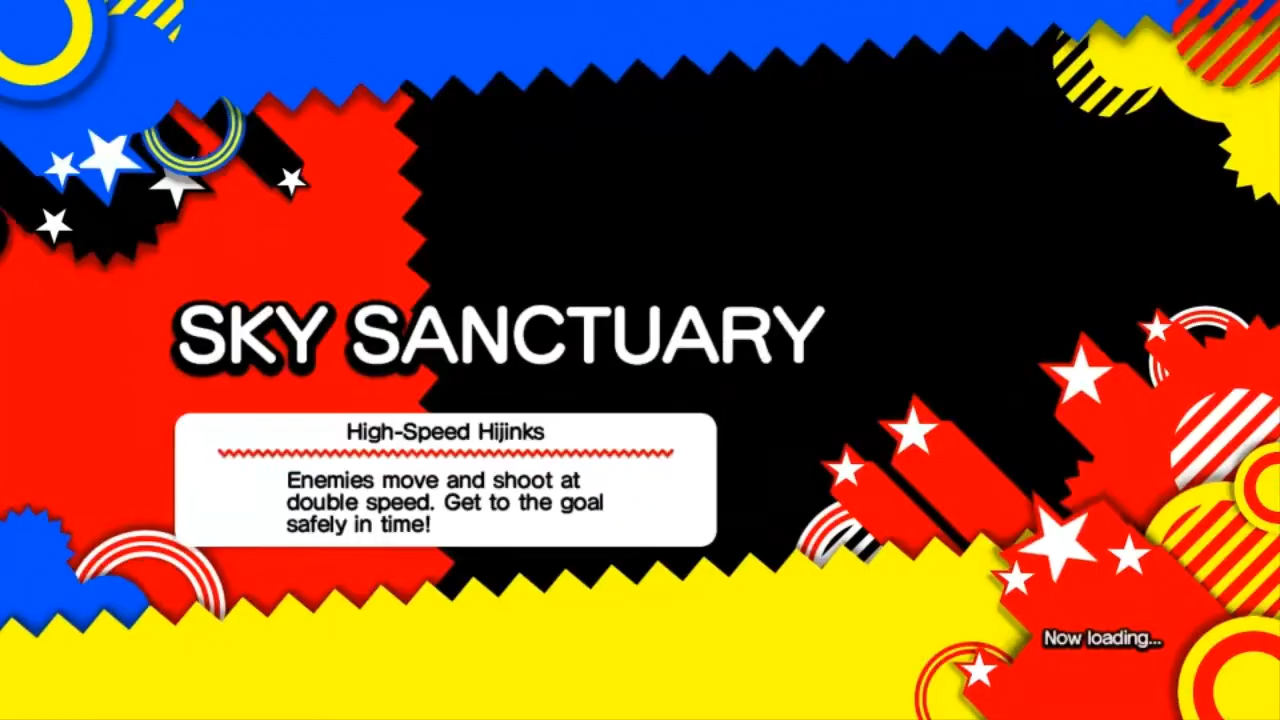 SKY SANCTUARY
High-Speed Hijinks
Enemies move and shoot at
double speed. Get to the goal
safely in time!
Now loading...